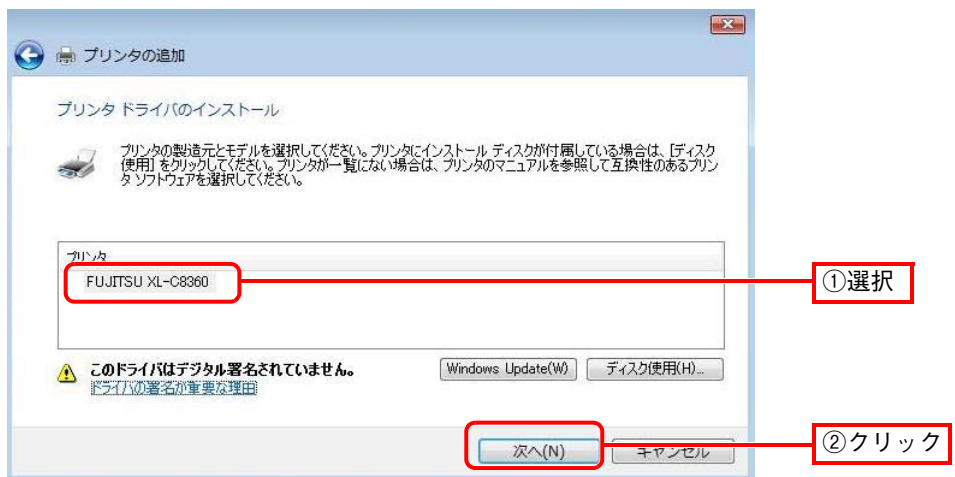 プリンタの追加
プリンタ ドライバのインストール
プリンタの製造元とモデルを選択してください。プリンタにインストール ディスクが付属している場合は、[ディスク
使用] をクリックしてください。プリンタが一覧にない場合は、プリンタのマニュアルを参照して互換性のあるプリン
タ ソフトウェアを選択してください。
プリンタ
FUJITSU XL-C8360
①選択
このドライバはデジタル署名されていません。
Windows Update(W)
ディスク使用(H)...
ドライバの署名が重要な理由
次へ(N)
キャンセル
②クリック